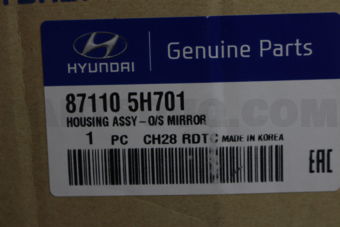 HYUNDAI
Genuine Parts
87110 5H701
HOUSING ASSY-O/S MIRROR
1 PC CH28 RDTC MADE IN KOREA
EAC